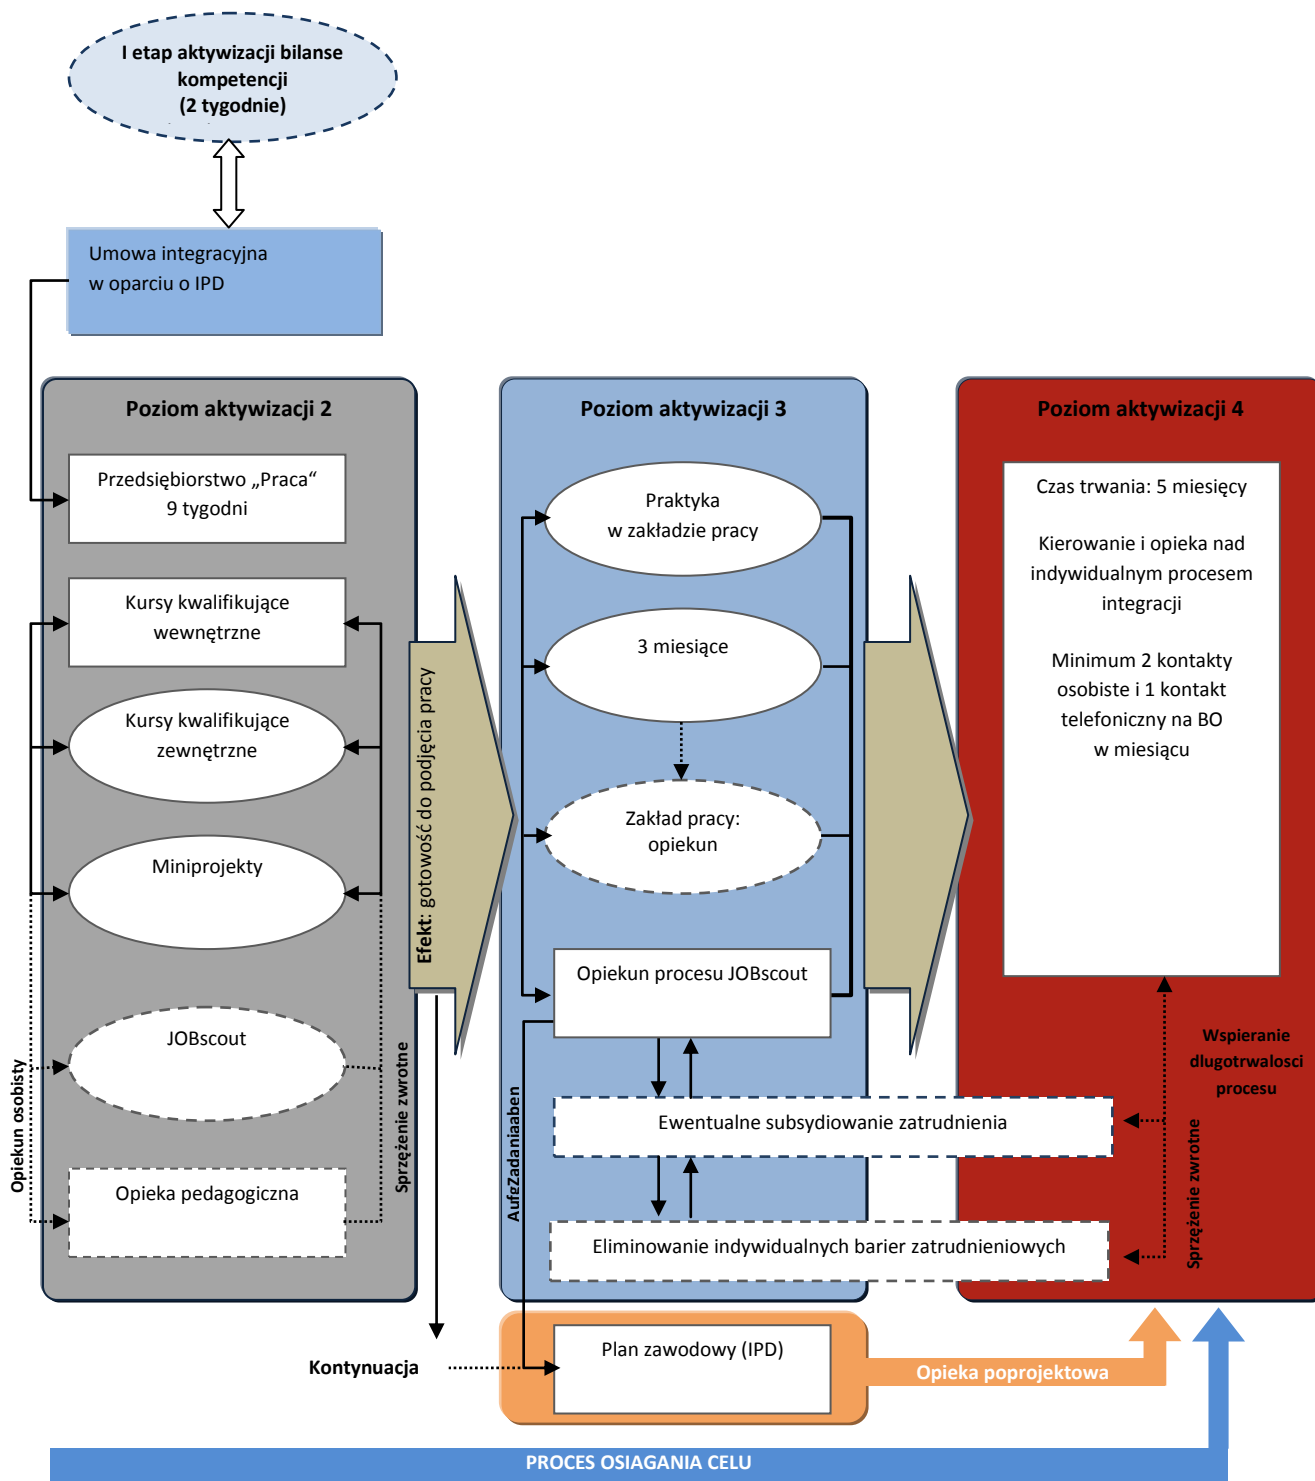 I etap aktywizacji bilanse
kompetencji
(2 tygodnie)
Umowa integracyjna
w oparciu o IPD
Poziom aktywizacji 2
Przedsiębiorstwo „Praca“
9 tygodni
Kursy kwalifikujące
wewnętrzne
Kursy kwalifikujące
zewnętrzne
Miniprojekty
JOBscout
Opieka pedagogiczna
Opiekun osobisty
Sprzężenie zwrotne
Efekt: gotowość do podjęcia pracy
Poziom aktywizacji 3
Praktyka
w zakładzie pracy
3 miesiące
Zakład pracy:
opiekun
Opiekun procesu JOBscout
AufgZadaniaaben
Ewentualne subsydiowanie zatrudnienia
Eliminowanie indywidualnych barier zatrudnieniowych
Poziom aktywizacji 4
Czas trwania: 5 miesięcy
Kierowanie i opieka nad
indywidualnym procesem
integracji
Minimum 2 kontakty
osobiste i 1 kontakt
telefoniczny na BO
w miesiącu
Wspieranie
dlugotrwalosci
procesu
Sprzężenie zwrotne
Kontynuacja
Plan zawodowy (IPD)
Opieka poprojektowa
PROCES OSIAGANIA CELU